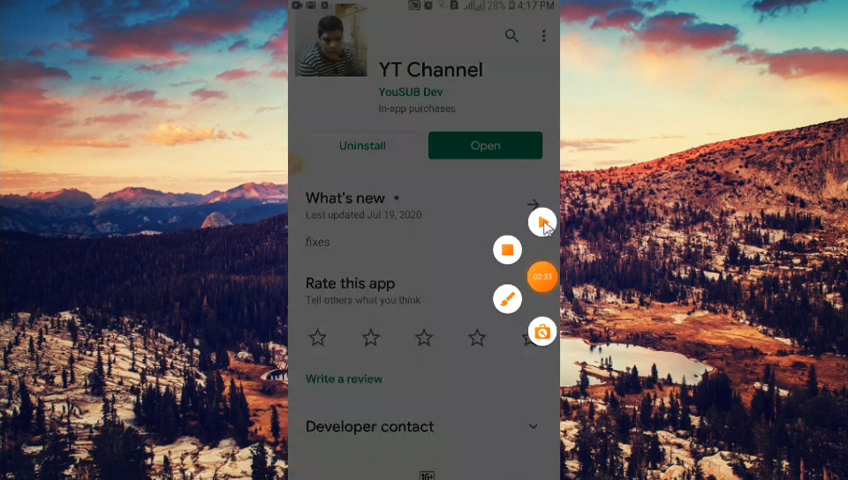 28% 4:17 PM
YT Channel
YouSUB Dev
In-app purchases
Uninstall
Open
What's new
Last updated Jul 19, 2020
fixes
02:33
Rate this app
Tell others what you think
Write a review
Developer contact
18+